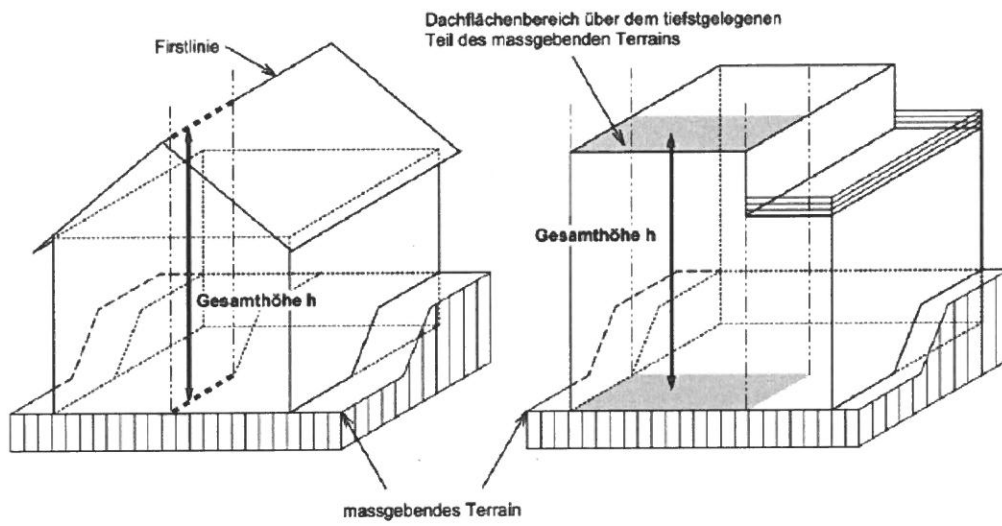 Dachflächenbereich über dem tiefstgelegenen
Teil des massgebenden Terrains
Firstlinie
Gesamthöhe h
Gesamthöhe h
massgebendes Terrain